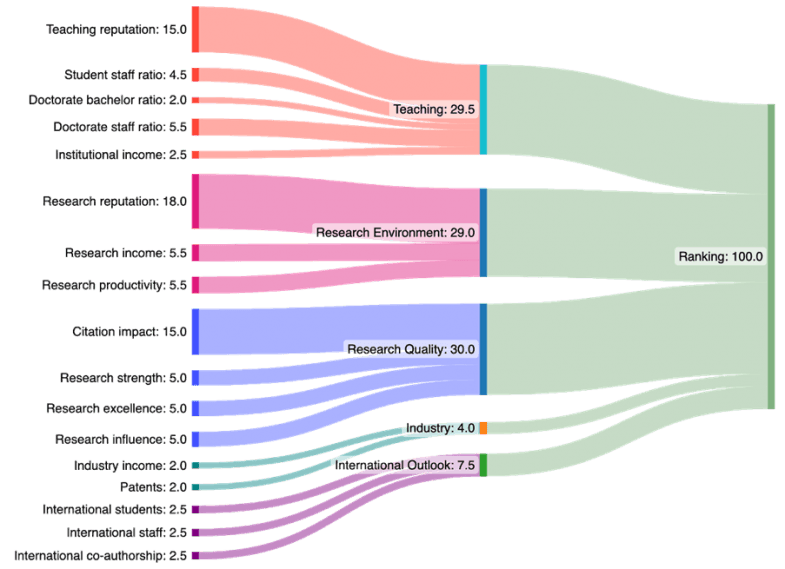 Teaching reputation: 15.0
Student staff ratio: 4.5
Doctorate bachelor ratio: 2.0
Doctorate staff ratio: 5.5
Institutional income: 2.5
Research reputation: 18.0
Research income: 5.5
Research productivity: 5.5
Citation impact: 15.0
Research strength: 5.0
Research excellence: 5.0
Research influence: 5.0
Industry income: 2.0
Patents: 2.0
International students: 2.5
International staff: 2.5
International co-authorship: 2.5
Teaching: 29.5
Research Environment: 29.0
Research Quality: 30.0
Industry: 4.0
International Outlook: 7.5
Ranking: 100.0